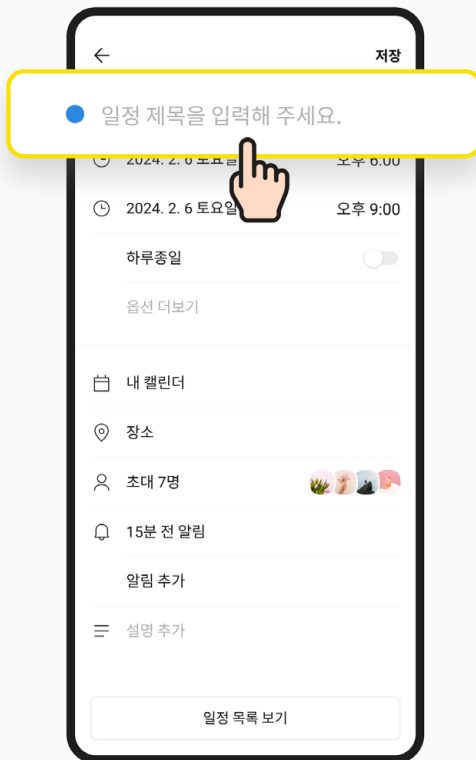 저장
일정 제목을 입력해 주세요.
2024. 2. 6 토요일 오후 6:00
2024. 2. 6 토요일 오후 9:00
하루종일
옵션 더보기
내 캘린더
장소
초대 7명
15분 전 알림
알림 추가
설명 추가
일정 목록 보기